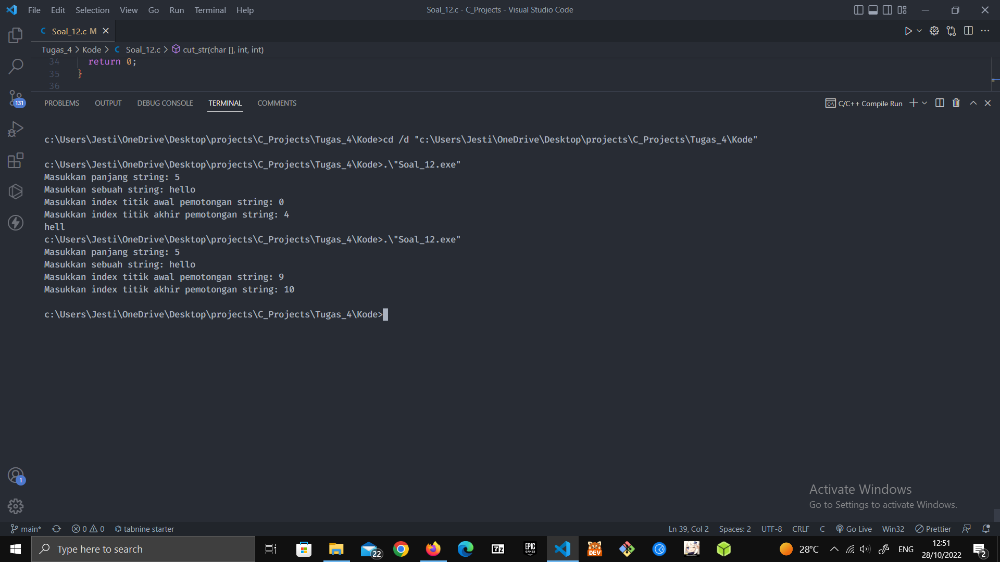 File Edit Selection View Go Run Terminal Help
Soal_12.c - C_Projects - Visual Studio Code
C Soal_12.c M
Tugas_4 > Kode > C Soal_12.c > cut_str(char [], int, int)
34 return 0;
35 }
36
131
PROBLEMS OUTPUT DEBUG CONSOLE TERMINAL COMMENTS
C/C++ Compile Run
c:\Users\Jesti\OneDrive\Desktop\projects\C_Projects\Tugas_4\Kode>cd /d "c:\Users\Jesti\OneDrive\Desktop\projects\C_Projects\Tugas_4\Kode"
c:\Users\Jesti\OneDrive\Desktop\projects\C_Projects\Tugas_4\Kode>.\"Soal_12.exe"
Masukkan panjang string: 5
Masukkan sebuah string: hello
Masukkan index titik awal pemotongan string: 0
Masukkan index titik akhir pemotongan string: 4
hell
c:\Users\Jesti\OneDrive\Desktop\projects\C_Projects\Tugas_4\Kode>.\"Soal_12.exe"
Masukkan panjang string: 5
Masukkan sebuah string: hello
Masukkan index titik awal pemotongan string: 9
Masukkan index titik akhir pemotongan string: 10
c:\Users\Jesti\OneDrive\Desktop\projects\C_Projects\Tugas_4\Kode>
1
Activate Windows
Go to Settings to activate Windows.
main* 0 0 tabnine starter
Ln 39, Col 2 Spaces: 2 UTF-8 CRLF C Go Live Win32 Prettier
Type here to search
22
7z
EPIC GAMES
DEV
28°C
ENG
12:51
28/10/2022
2